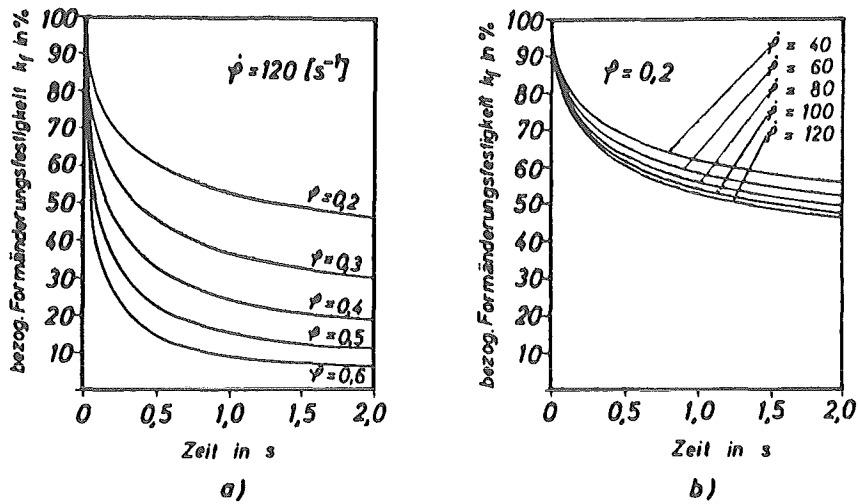 bezog. Formänderungsfestigkeit kf in %
100
90
80
70
60
50
40
30
20
10
φ̇ = 120 [s⁻¹]
φ = 0,2
φ = 0,3
φ = 0,4
φ = 0,5
φ = 0,6
0
0,5
1,0
1,5
2,0
Zeit in s
a)
bezog. Formänderungsfestigkeit kf in %
100
90
80
70
60
50
40
30
20
10
φ = 0,2
φ̇ = 40
φ̇ = 60
φ̇ = 80
φ̇ = 100
φ̇ = 120
0
0,5
1,0
1,5
2,0
Zeit in s
b)